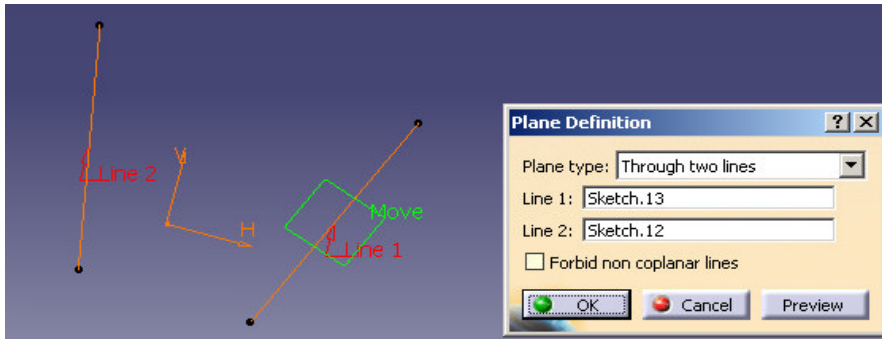 V
Line 2
H
Move
Line 1
Plane Definition
Plane type: Through two lines
Line 1: Sketch.13
Line 2: Sketch.12
Forbid non coplanar lines
OK Cancel Preview